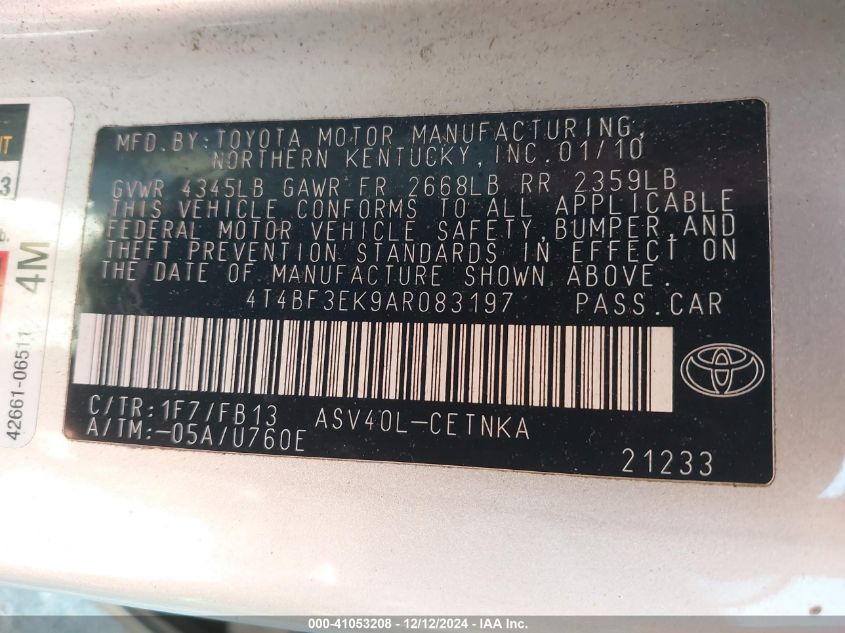 MFD. BY: TOYOTA MOTOR MANUFACTURING,
NORTHERN KENTUCKY, INC. 01/10
GVWR 4345LB GAWR FR 2668LB RR 2359LB
THIS VEHICLE CONFORMS TO ALL APPLICABLE
FEDERAL MOTOR VEHICLE SAFETY, BUMPER, AND
THEFT PREVENTION STANDARDS IN EFFECT ON
THE DATE OF MANUFACTURE SHOWN ABOVE.
4T4BF3EK9AR083197 PASS.CAR
C/TR: 1F7/FB13 ASV40L-CETNKA
A/TM: -05A/U760E
21233
4M
42661-06511
000-41053208 - 12/12/2024 - IAA Inc.